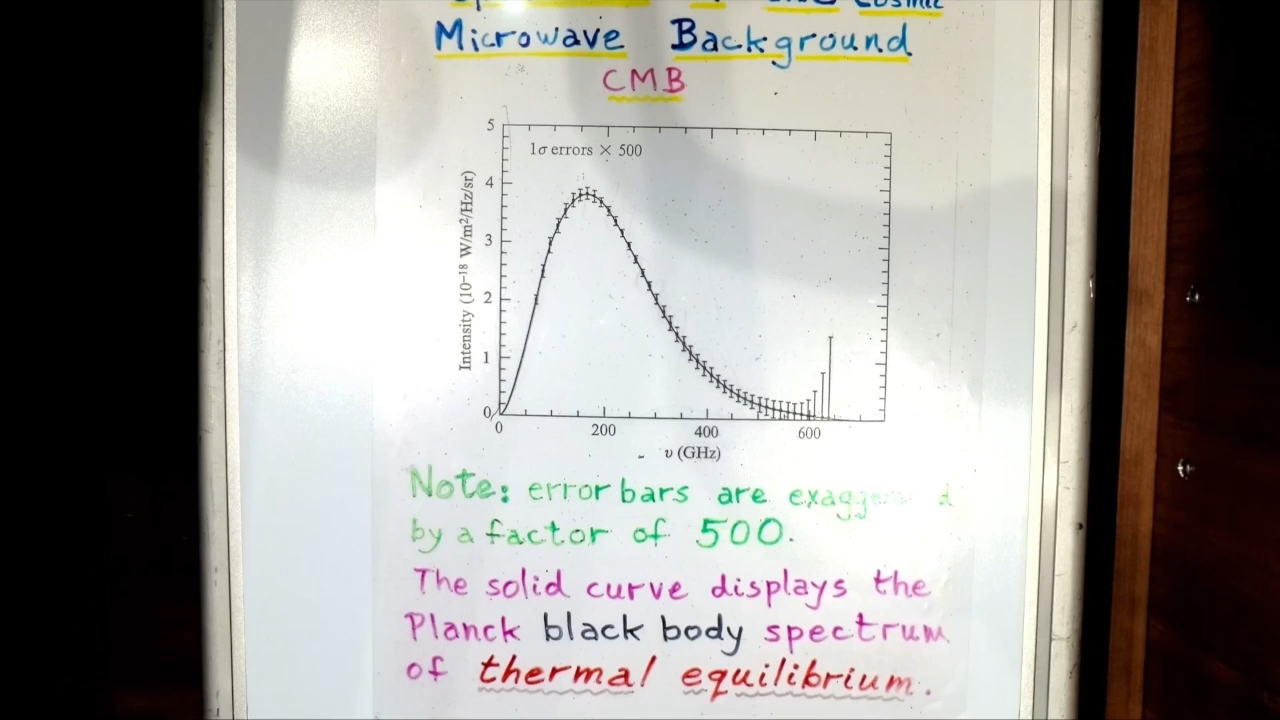 Cosmic
Microwave Background
CMB
5
1σ errors × 500
4
3
2
1
0
Intensity (10⁻¹⁸ W/m²/Hz/sr)
0 200 400 600
υ (GHz)
Note: error bars are
by a factor of 500.
The solid curve displays the
Planck black body spectrum
of thermal equilibrium.